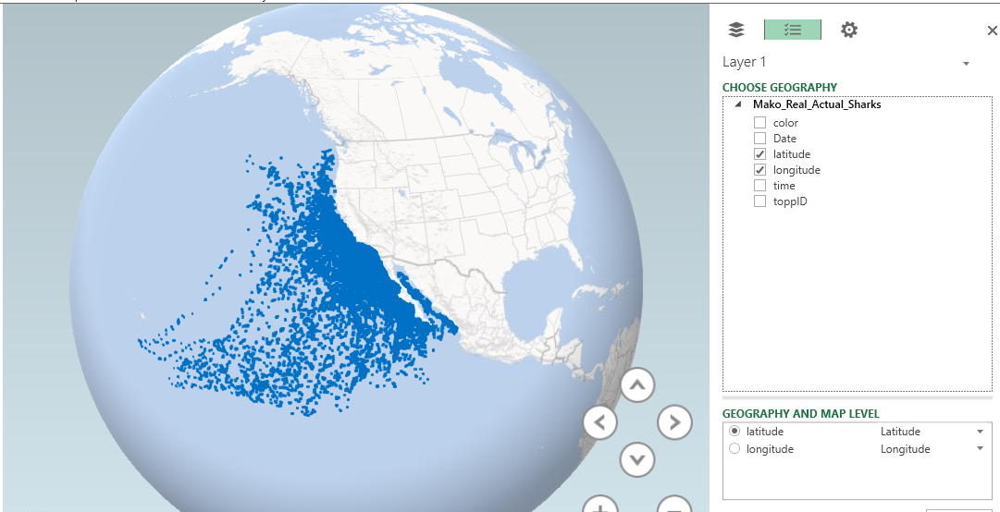 Layer 1
CHOOSE GEOGRAPHY
Mako_Real_Actual_Sharks
color
Date
latitude
longitude
time
toppID
GEOGRAPHY AND MAP LEVEL
latitude Latitude
longitude Longitude